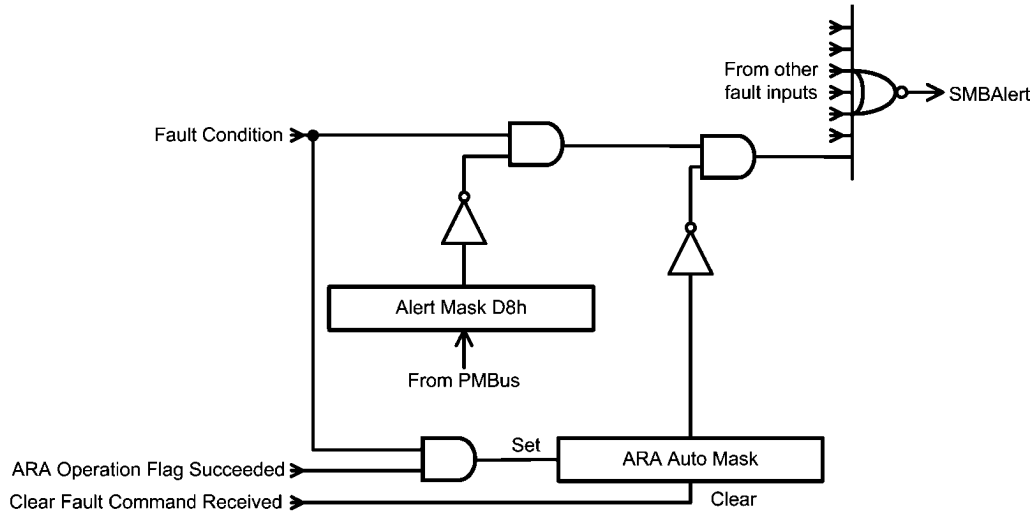 From other
fault inputs
SMBAlert
Fault Condition
Alert Mask D8h
From PMBus
Set
ARA Auto Mask
ARA Operation Flag Succeeded
Clear Fault Command Received
Clear